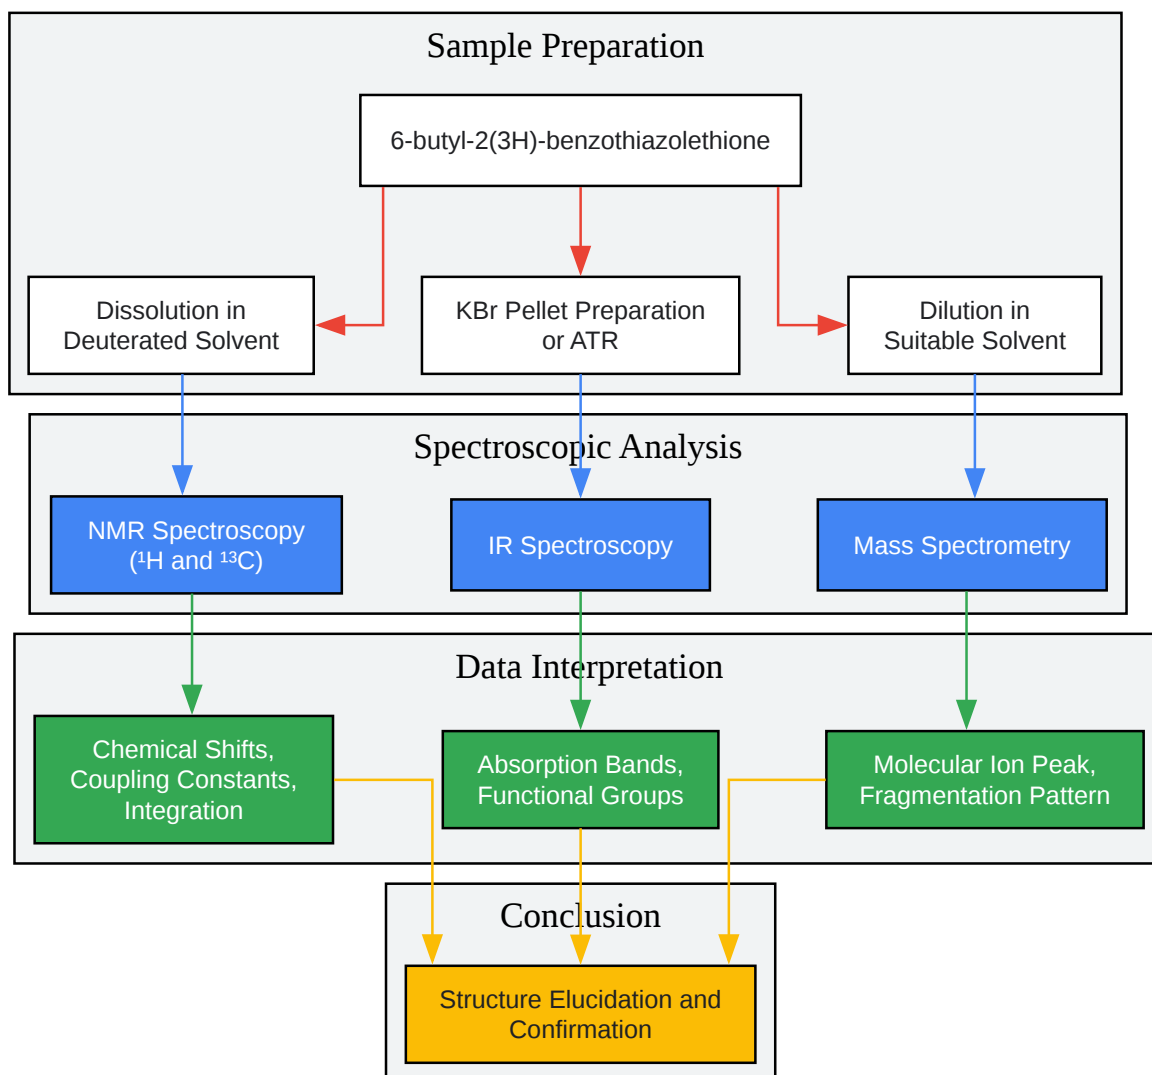 Sample Preparation
6-butyl-2(3H)-benzothiazolethione
Dissolution in
Deuterated Solvent
KBr Pellet Preparation
or ATR
Dilution in
Suitable Solvent
Spectroscopic Analysis
NMR Spectroscopy
(¹H and ¹³C)
IR Spectroscopy
Mass Spectrometry
Data Interpretation
Chemical Shifts,
Coupling Constants,
Integration
Absorption Bands,
Functional Groups
Molecular Ion Peak,
Fragmentation Pattern
Conclusion
Structure Elucidation and
Confirmation